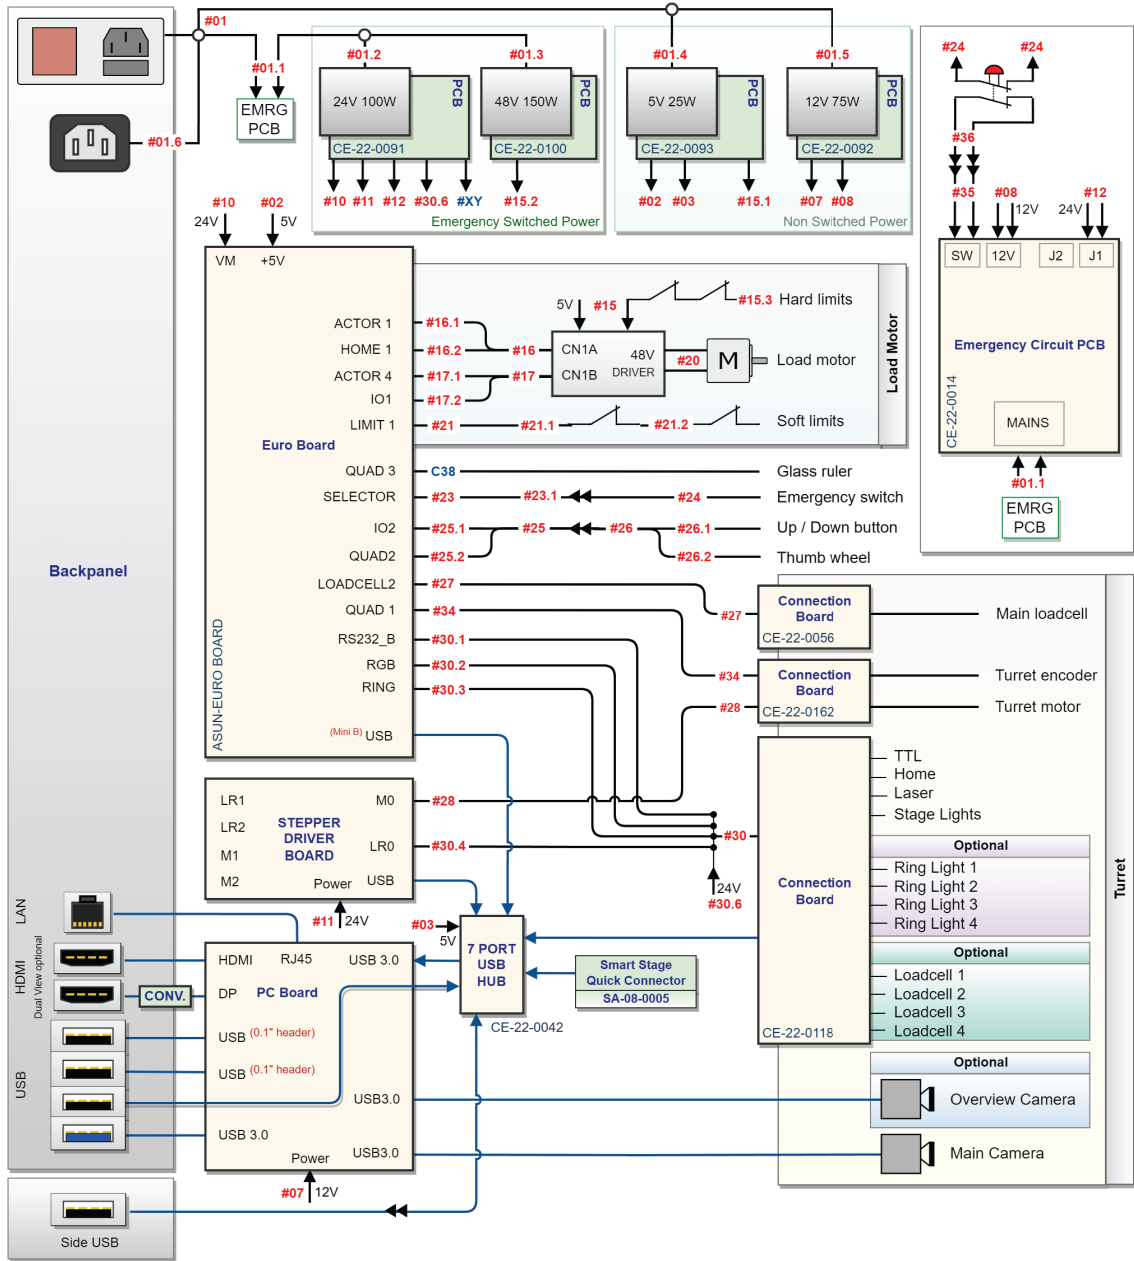 #01
#01.1
EMRG
PCB
#01.6
#01.2
24V 100W
PCB
CE-22-0091
#01.3
48V 150W
PCB
CE-22-0100
#10
#11
#12
#30.6
#XY
#15.2
Emergency Switched Power
#01.4
5V 25W
PCB
CE-22-0093
#01.5
12V 75W
PCB
CE-22-0092
#02
#03
#15.1
#07
#08
Non Switched Power
#24
#24
#36
#35
#08
12V
24V
#12
SW
12V
J2
J1
Emergency Circuit PCB
CE-22-0014
MAINS
#01.1
EMRG
PCB
Backpanel
#10
24V
#02
5V
VM
+5V
ACTOR 1
#16.1
HOME 1
#16.2
#16
ACTOR 4
#17.1
#17
IO1
#17.2
LIMIT 1
#21
#21.1
#21.2
Soft limits
Euro Board
5V
#15
#15.3
Hard limits
CN1A
CN1B
48V
DRIVER
#20
M
Load motor
Load Motor
QUAD 3
C38
Glass ruler
SELECTOR
#23
#23.1
#24
Emergency switch
IO2
#25.1
#25
#26
#26.1
Up / Down button
QUAD2
#25.2
#26.2
Thumb wheel
LOADCELL2
#27
#27
QUAD 1
#34
#34
RS232_B
#30.1
RGB
#30.2
RING
#30.3
(Mini B) USB
ASUN-EURO BOARD
Connection
Board
CE-22-0056
Main loadcell
Connection
Board
CE-22-0162
#28
Turret encoder
Turret motor
LR1
LR2
M1
M2
STEPPER
DRIVER
BOARD
M0
#28
LR0
#30.4
USB
Power
#11
24V
#30
24V
#30.6
Connection
Board
CE-22-0118
TTL
Home
Laser
Stage Lights
Optional
Ring Light 1
Ring Light 2
Ring Light 3
Ring Light 4
Optional
Loadcell 1
Loadcell 2
Loadcell 3
Loadcell 4
Optional
Overview Camera
Main Camera
Turret
LAN
HDMI
Dual View optional
USB
CONV.
HDMI
RJ45
USB 3.0
DP
PC Board
USB (0.1" header)
USB (0.1" header)
USB3.0
USB 3.0
USB3.0
Power
#07
12V
#03
5V
7 PORT
USB
HUB
CE-22-0042
Smart Stage
Quick Connector
SA-08-0005
Side USB